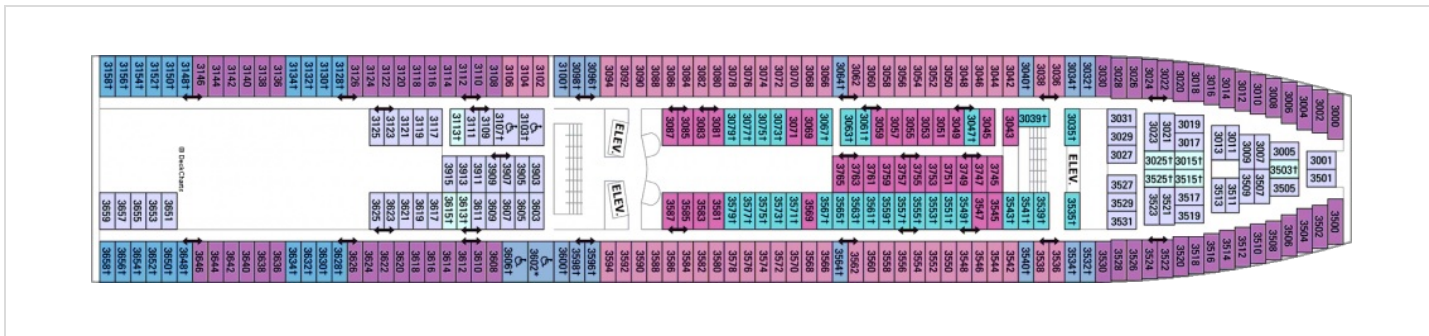 3158† 3156† 3154† 3152† 3150† 3148† 3146 3144 3142 3140 3138 3136 3134† 3132† 3130† 3128† 3126 3124 3122 3120 3118 3116 3114 3112 3110 3108 3106 3104 3102 3100† 3098† 3096† 3094 3092 3090 3088 3086 3084 3082 3080 3078 3076 3074 3072 3070 3068 3066 3064† 3062 3060 3058 3056 3054 3052 3050 3048 3046 3044 3042 3040† 3038 3036 3034† 3032† 3030 3028 3026 3024 3022 3020 3018 3016 3014 3012 3010 3008 3006 3004 3002 3000
3125 3123 3121 3119 3117 3113† 3111 3109 3107† 3103† ELEV. 3087 3085 3083 3081 3079† 3077† 3075† 3073† 3071 3069 3067† 3063† 3061† 3059 3057 3055 3053 3051 3049 3047† 3045 3043 3039† 3035†
3031 3029 3027 3023 3021 3019 3017 3025† 3015† 3013 3011 3009 3007 3005 3001
© Deck Chartz
3915 3913 3911 3909 3907 3905 3903 3765 3763 3761 3759 3757 3755 3753 3751 3749 3747 3745 ELEV.
3503† 3501
3659 3657 3655 3653 3651 3625 3623 3621 3619 3617 3615† 3613† 3611 3609 3607 3605 3603 ELEV. 3587 3585 3583 3581 3579† 3577† 3575† 3573† 3571† 3569 3567† 3565† 3563† 3561† 3559† 3557† 3555† 3553† 3551† 3549† 3547 3545 3543† 3541† 3539† 3535†
3527 3529 3531 3525† 3515† 3523 3521 3517 3519 3513 3511 3509 3507 3505
3658† 3656† 3654† 3652† 3650† 3648† 3646 3644 3642 3640 3638 3636 3634† 3632† 3630† 3628† 3626 3624 3622 3620 3618 3616 3614 3612 3610 3608 3606† 3602* 3600† 3598† 3596† 3594 3592 3590 3588 3586 3584 3582 3580 3578 3576 3574 3572 3570 3568 3566 3564† 3562 3560 3558 3556 3554 3552 3550 3548 3546 3544 3542 3540† 3538 3536 3534† 3532† 3530 3528 3526 3524 3522 3520 3518 3516 3514 3512 3510 3508 3506 3504 3502 3500